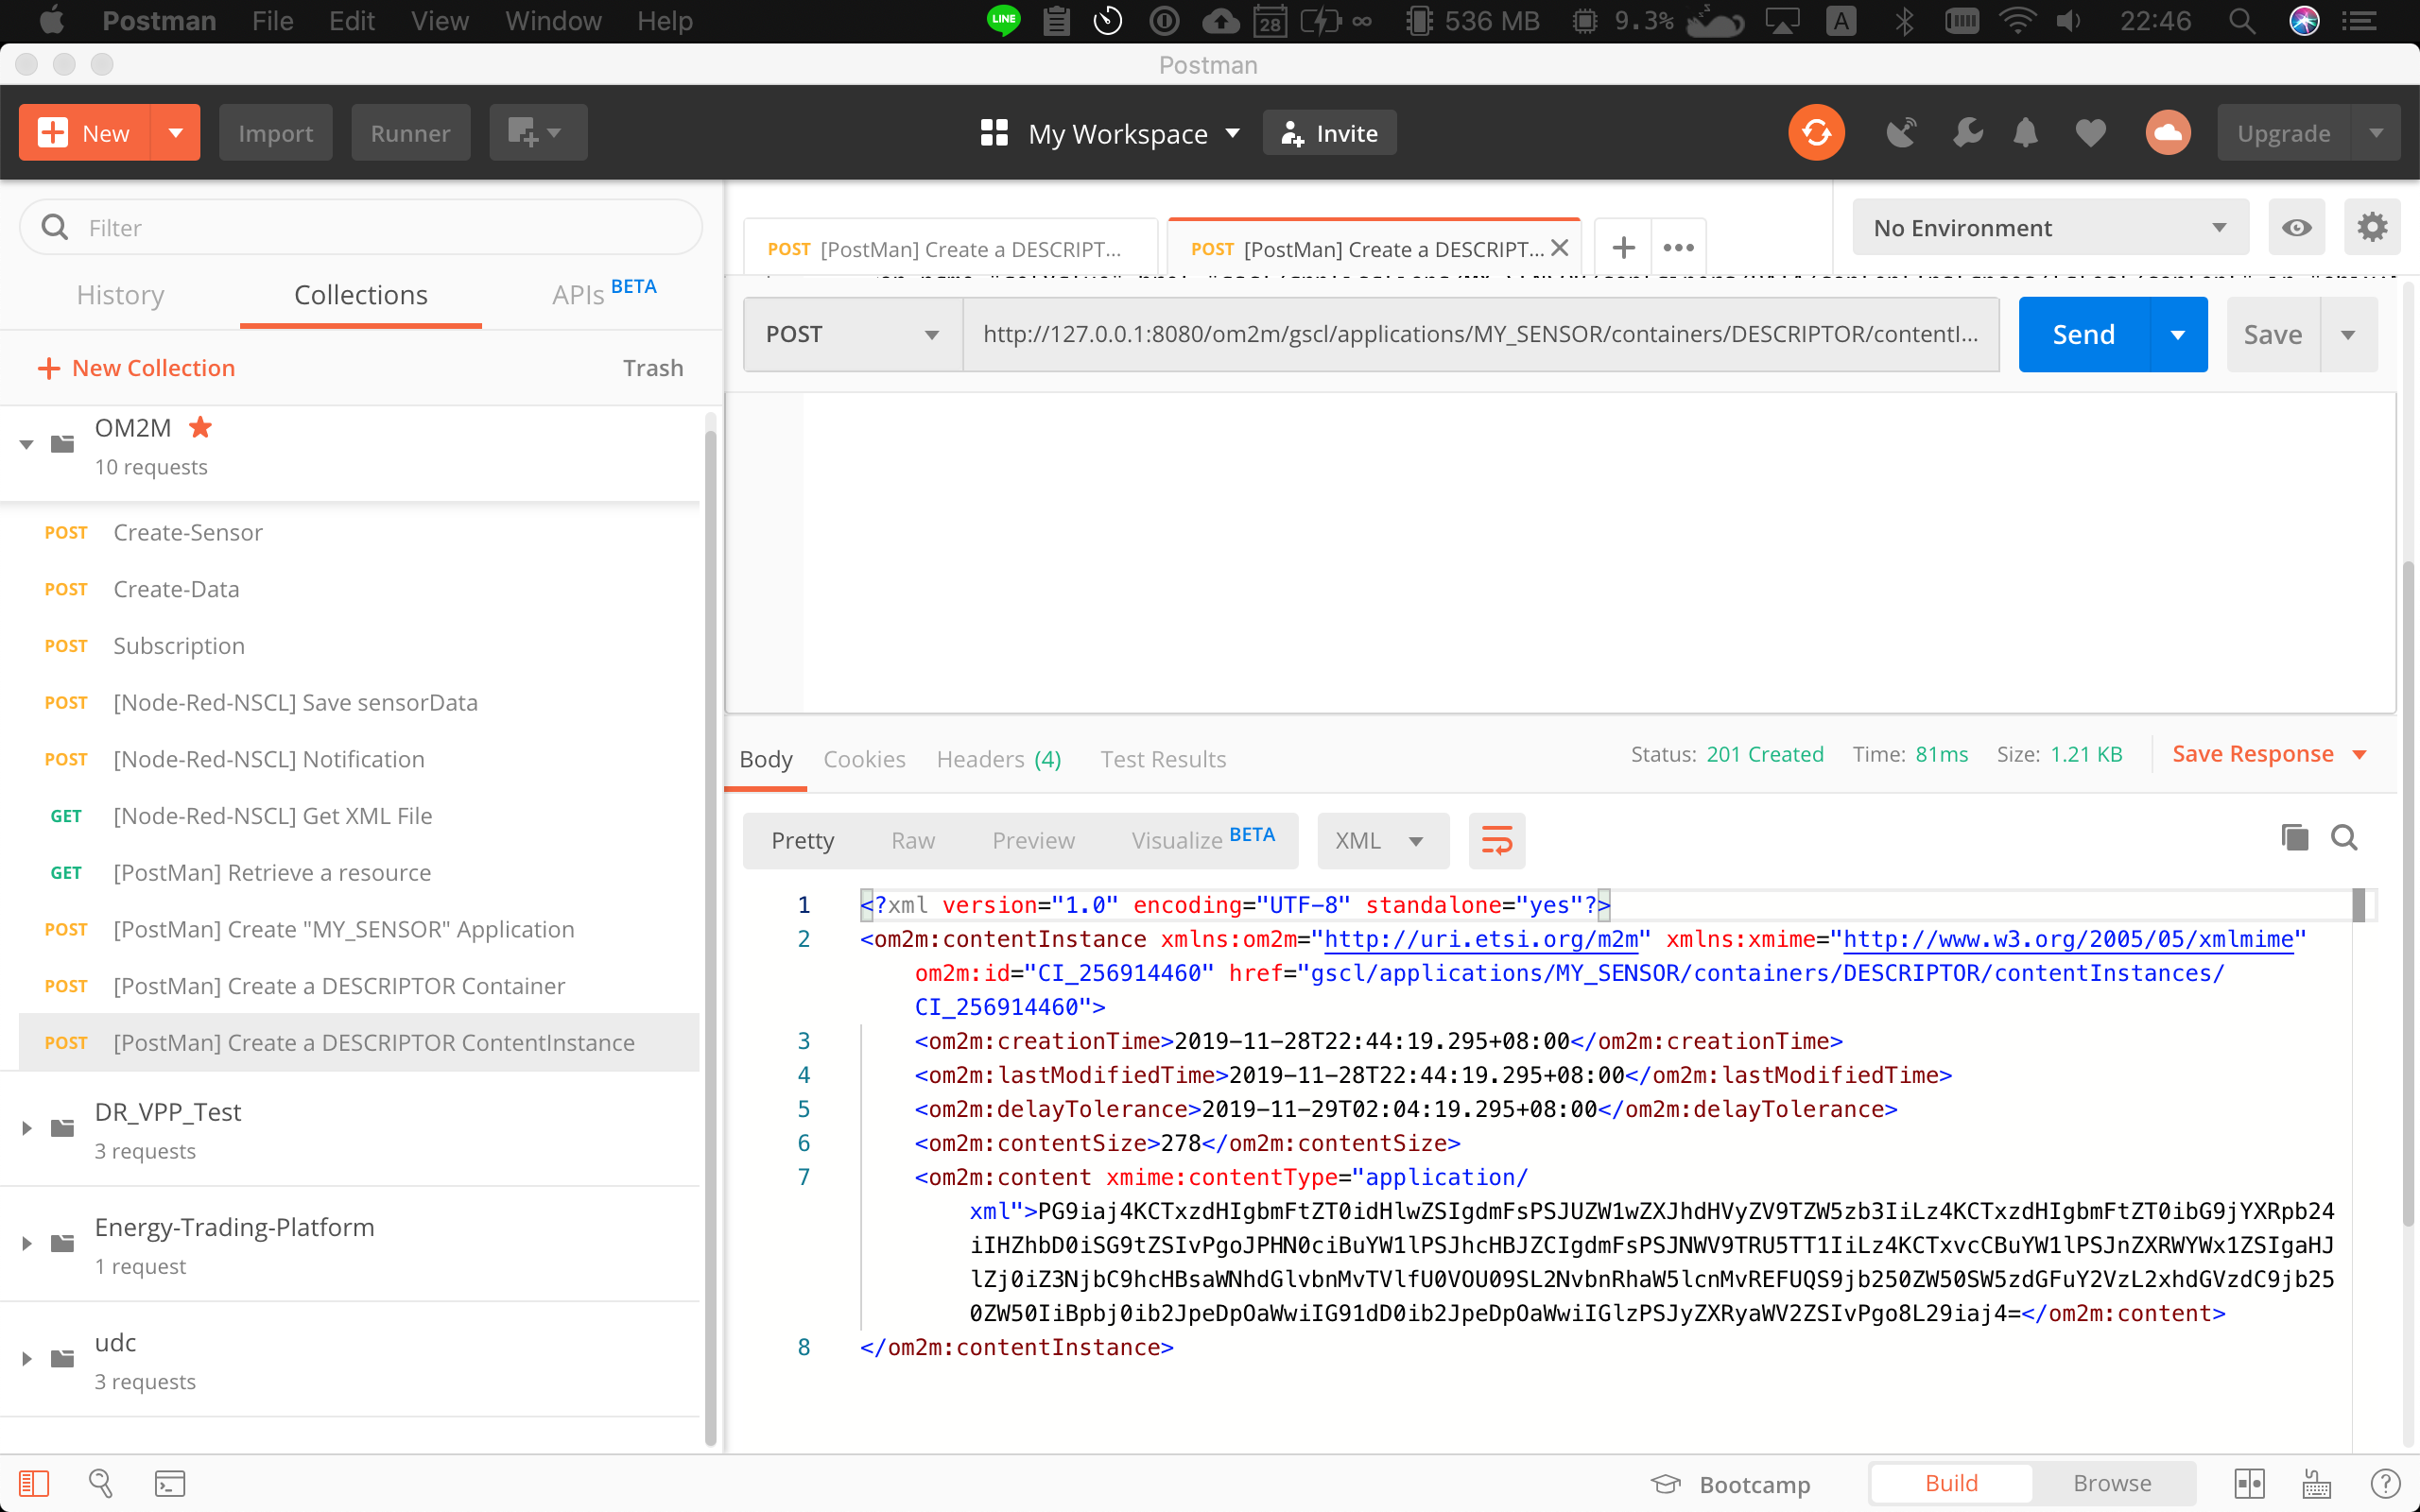 Postman File Edit View Window Help LINE 28 536 MB 9.3% A 22:46
Postman
New Import Runner My Workspace Invite Upgrade
Filter
History Collections APIs BETA
New Collection Trash
OM2M
10 requests
POST Create-Sensor
POST Create-Data
POST Subscription
POST [Node-Red-NSCL] Save sensorData
POST [Node-Red-NSCL] Notification
GET [Node-Red-NSCL] Get XML File
GET [PostMan] Retrieve a resource
POST [PostMan] Create "MY_SENSOR" Application
POST [PostMan] Create a DESCRIPTOR Container
POST [PostMan] Create a DESCRIPTOR ContentInstance
DR_VPP_Test
3 requests
Energy-Trading-Platform
1 request
udc
3 requests
POST [PostMan] Create a DESCRIPT... POST [PostMan] Create a DESCRIPT...
No Environment
POST http://127.0.0.1:8080/om2m/gscl/applications/MY_SENSOR/containers/DESCRIPTOR/contentI... Send Save
Body Cookies Headers (4) Test Results Status: 201 Created Time: 81ms Size: 1.21 KB Save Response
Pretty Raw Preview Visualize BETA XML
1 <?xml version="1.0" encoding="UTF-8" standalone="yes"?>
2 <om2m:contentInstance xmlns:om2m="http://uri.etsi.org/m2m" xmlns:xmime="http://www.w3.org/2005/05/xmlmime"
om2m:id="CI_256914460" href="gscl/applications/MY_SENSOR/containers/DESCRIPTOR/contentInstances/
CI_256914460">
3 <om2m:creationTime>2019-11-28T22:44:19.295+08:00</om2m:creationTime>
4 <om2m:lastModifiedTime>2019-11-28T22:44:19.295+08:00</om2m:lastModifiedTime>
5 <om2m:delayTolerance>2019-11-29T02:04:19.295+08:00</om2m:delayTolerance>
6 <om2m:contentSize>278</om2m:contentSize>
7 <om2m:content xmime:contentType="application/
xml">PG9iaj4KCTxzdHIgbmFtZT0idHlwZSIgdmFsPSJUZW1wZXJhdHVyZV9TZW5zb3IiLz4KCTxzdHIgbmFtZT0ibG9jYXRpb24
iIHZhbD0iSG9tZSIvPgoJPHN0ciBuYW1lPSJhcHBJZCIgdmFsPSJNWV9TRU5TT1IiLz4KCTxvcCBuYW1lPSJnZXRWYWx1ZSIgaHJ
lZj0iZ3NjbC9hcHBsaWNhdGlvbnMvTVlfU0VOU09SL2NvbnRhaW5lcnMvREFUQS9jb250ZW50SW5zdGFuY2VzL2xhdGVzdC9jb25
0ZW50IiBpbj0ib2JpeDpOaWwiIG91dD0ib2JpeDpOaWwiIGlzPSJyZXRyaWV2ZSIvPgo8L29iaj4=</om2m:content>
8 </om2m:contentInstance>
Bootcamp Build Browse